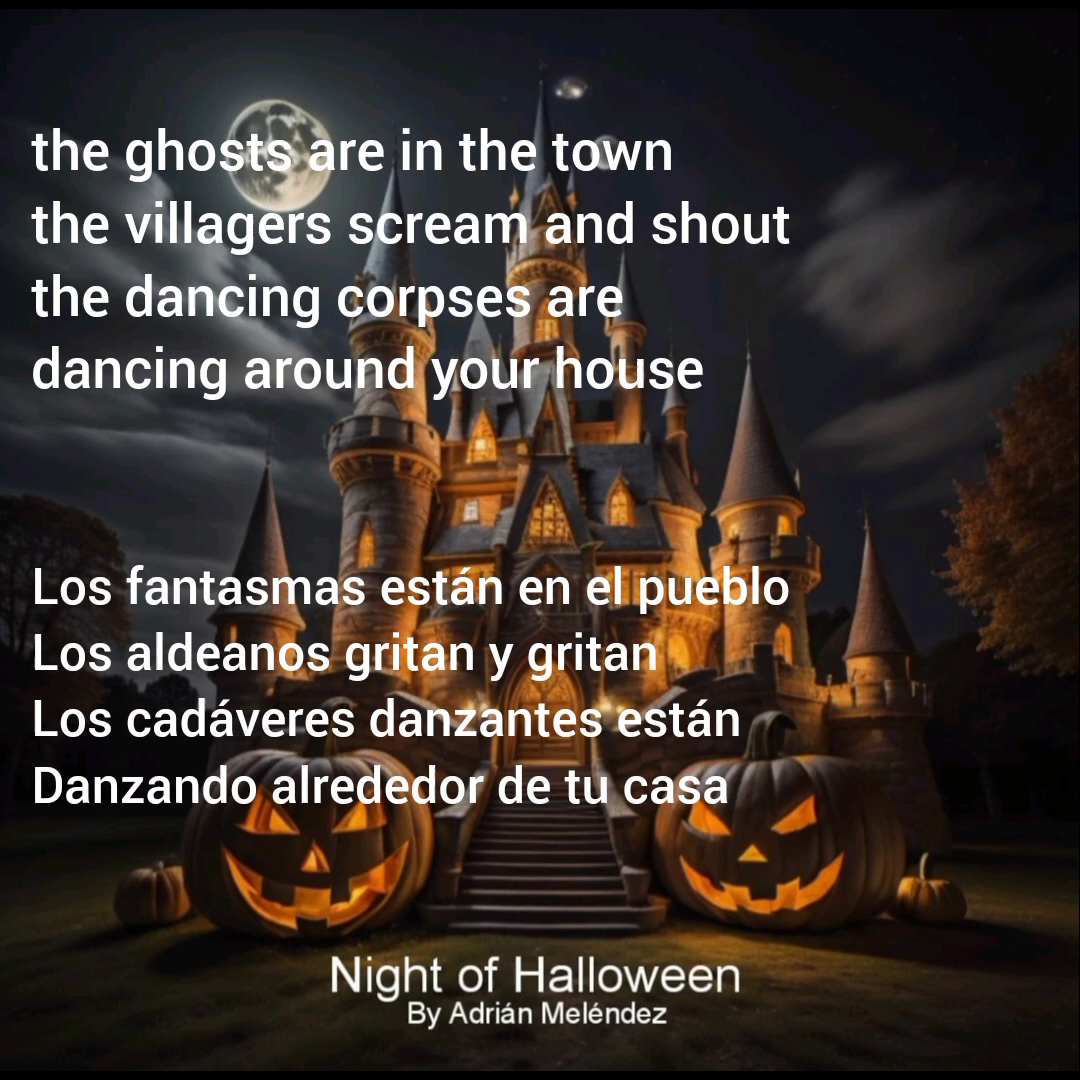 the ghosts are in the town
the villagers scream and shout
the dancing corpses are
dancing around your house
Los fantasmas están en el pueblo
Los aldeanos gritan y gritan
Los cadáveres danzantes están
Danzando alrededor de tu casa
Night of Halloween
By Adrián Meléndez